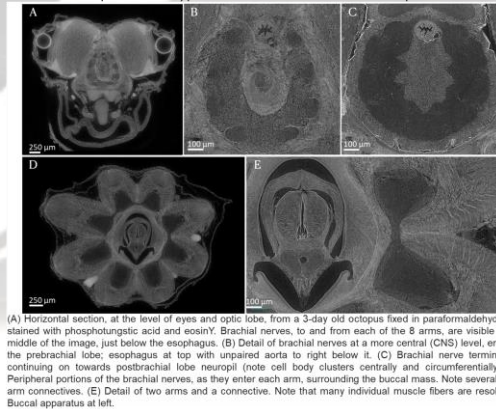 A
B
C
250 µm
100 µm
100 µm
D
E
250 µm
100 µm
(A) Horizontal section, at the level of eyes and optic lobe, from a 3-day old octopus fixed in paraformaldehyd
stained with phosphotungstic acid and eosinY. Brachial nerves, to and from each of the 8 arms, are visible
middle of the image, just below the esophagus. (B) Detail of brachial nerves at a more central (CNS) level, en
the prebrachial lobe; esophagus at top with unpaired aorta to right below it. (C) Brachial nerve termin
continuing on towards postbrachial lobe neuropil (note cell body clusters centrally and circumferentially
Peripheral portions of the brachial nerves, as they enter each arm, surrounding the buccal mass. Note several
arm connectives. (E) Detail of two arms and a connective. Note that many individual muscle fibers are resol
Buccal apparatus at left.